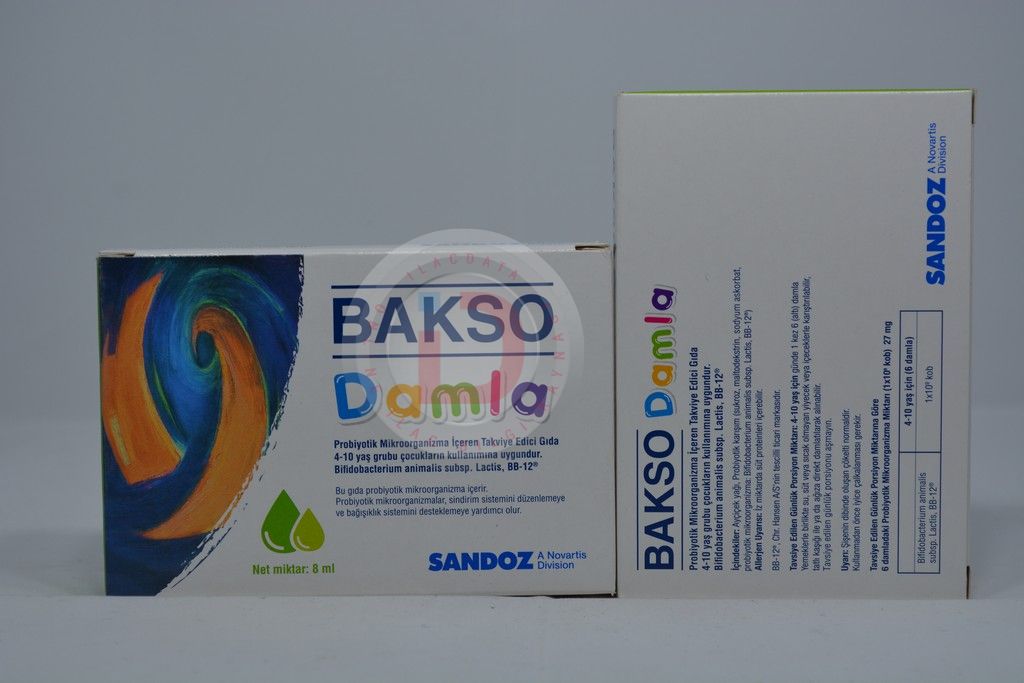 BAKSO
Damla
Probiyotik Mikroorganizma İçeren Takviye Edici Gıda
4-10 yaş grubu çocukların kullanımına uygundur.
Bifidobacterium animalis subsp. Lactis, BB-12®
Bu gıda probiyotik mikroorganizma içerir.
Probiyotik mikroorganizmalar, sindirim sistemini düzenlemeye
ve bağışıklık sistemini desteklemeye yardımcı olur.
Net miktar: 8 ml
SANDOZ A Novartis
Division
BAKSO Damla
Probiyotik Mikroorganizma İçeren Takviye Edici Gıda
4-10 yaş grubu çocukların kullanımına uygundur.
Bifidobacterium animalis subsp. Lactis, BB-12®
İçindekiler: Ayçiçek yağı, Probiyotik karışım (sukroz, maltodekstrin, sodyum askorbat,
probiyotik mikroorganizma: Bifidobacterium animalis subsp. Lactis, BB-12®)
Allerjen Uyarısı: İz miktarda süt proteinleri içerebilir.
BB-12®, Chr. Hansen A/S'nin tescilli ticari markasıdır.
Tavsiye Edilen Günlük Porsiyon Miktarı: 4-10 yaş için günde 1 kez 6 (altı) damla
Yemeklerle birlikte su, süt veya sıcak olmayan yiyecek veya içeceklerle karıştırılabilir,
tatlı kaşığı ile ya da ağıza direkt damlatılarak alınabilir.
Tavsiye edilen günlük porsiyonu aşmayın.
Uyarı: Şişenin dibinde oluşan çökelti normaldir.
Kullanmadan önce iyice çalkalanması gerekir.
Tavsiye Edilen Günlük Porsiyon Miktarına Göre
6 damladaki Probiyotik Mikroorganizma Miktarı (1x10⁹ kob) 27 mg
4-10 yaş için (6 damla)
Bifidobacterium animalis
subsp. Lactis, BB-12®
1x10⁹ kob
SANDOZ A Novartis
Division